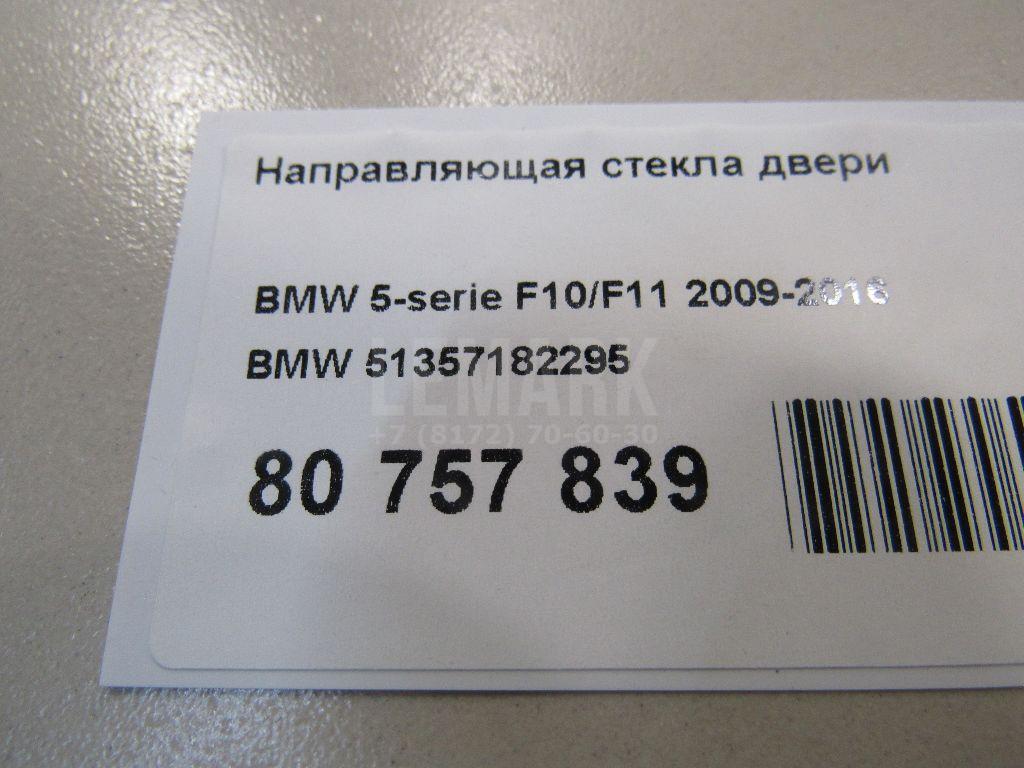 Направляющая стекла двери
BMW 5-serie F10/F11 2009-2016
BMW 51357182295
LEMARK
+7 (8172) 70-60-30
80 757 839